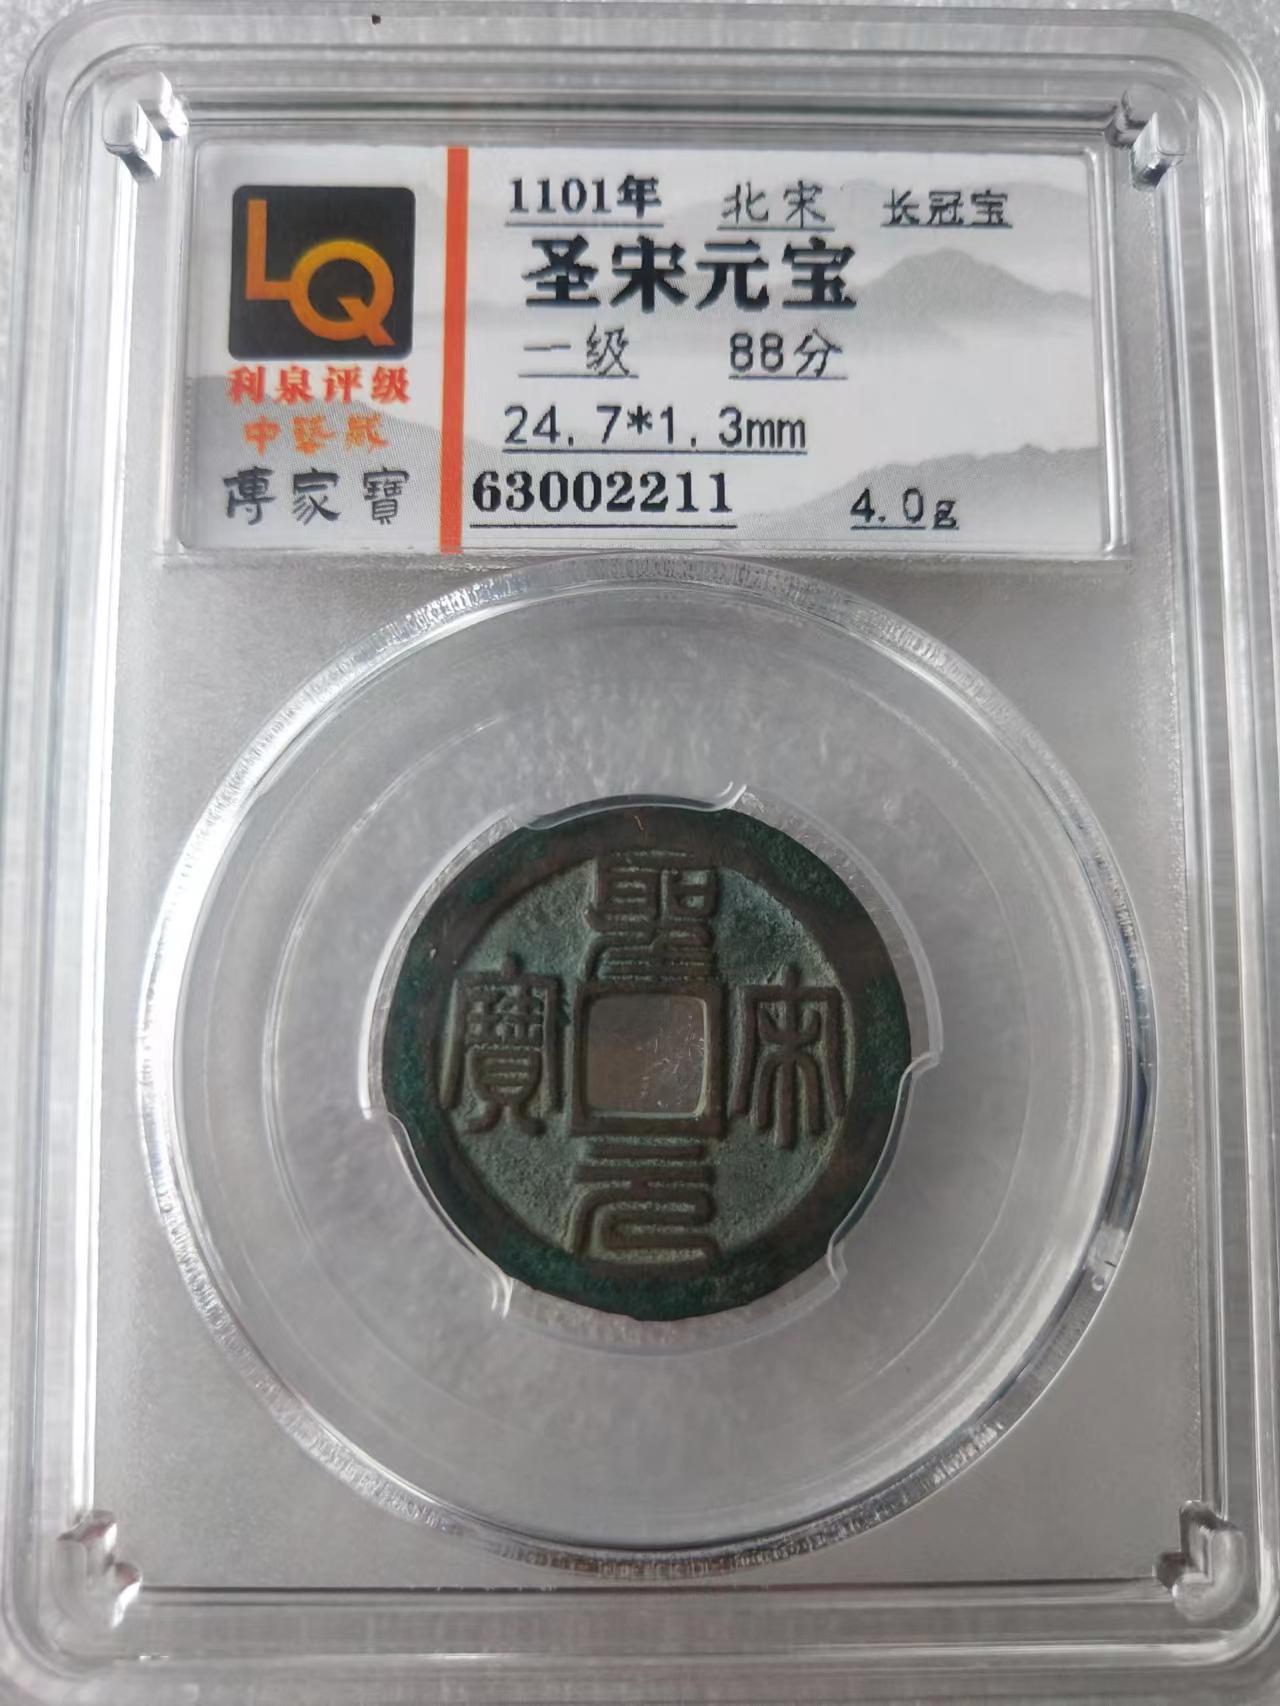 LQ
利泉评级
中艺藏
傳家寶
1101年 北宋 长冠宝
圣宋元宝
一级 88分
24.7*1.3mm
63002211 4.0g
聖宋元寶